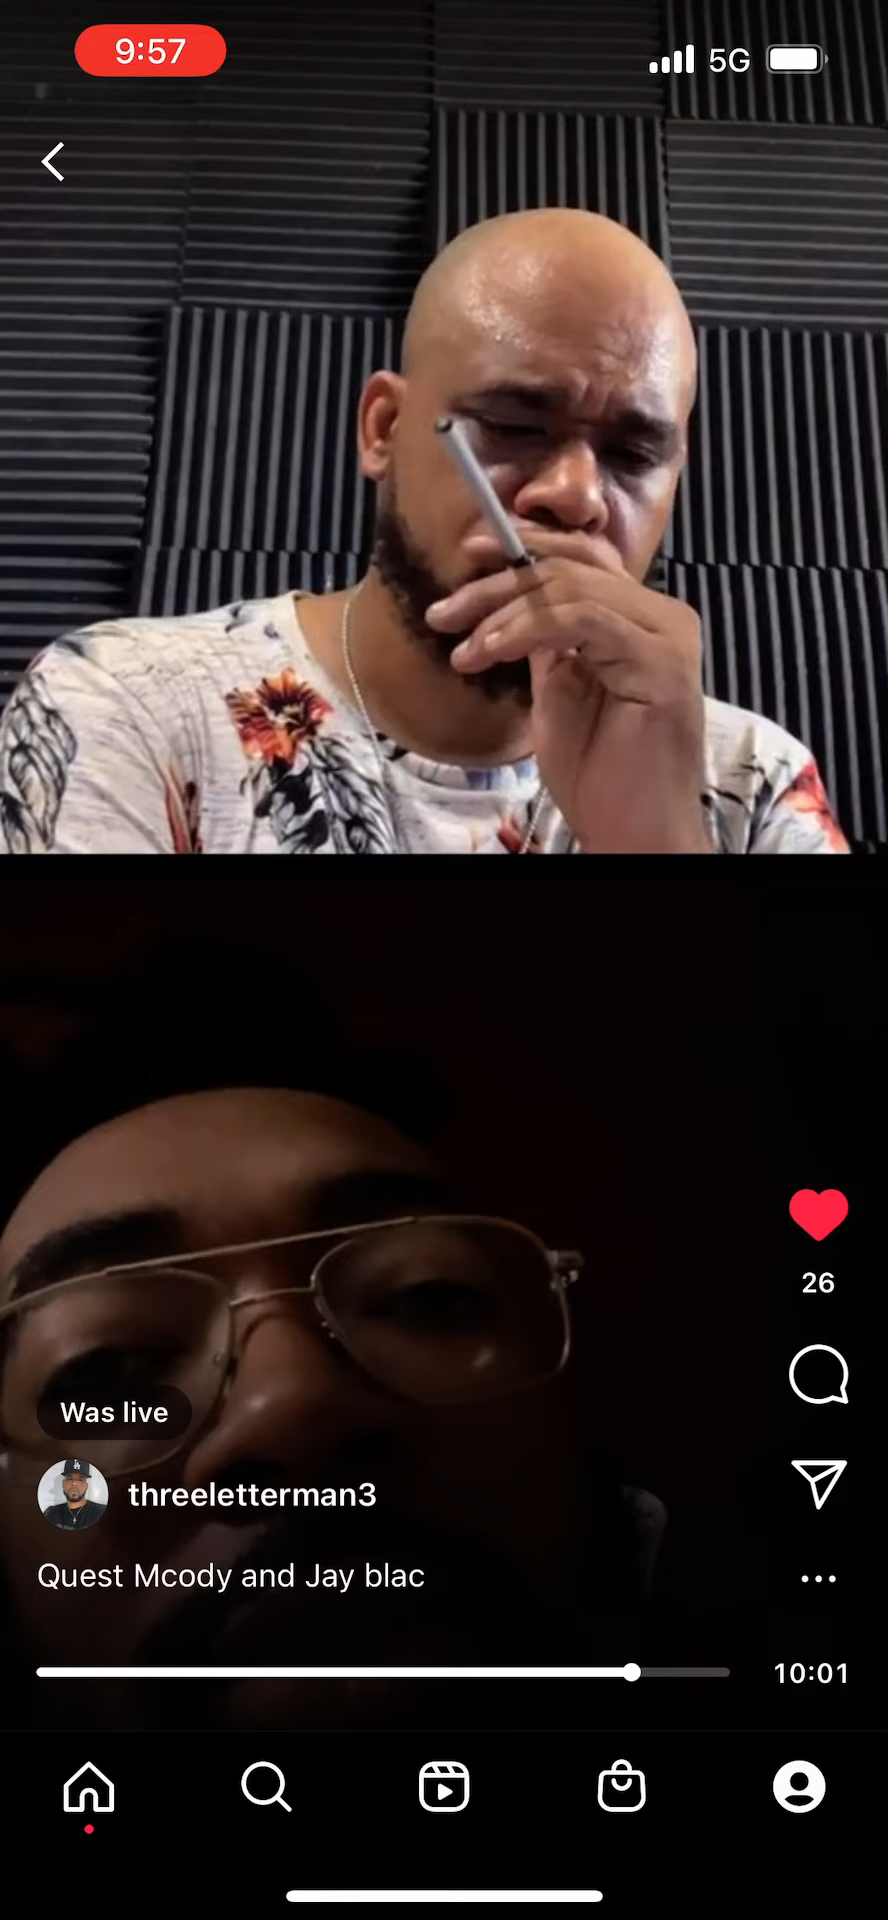 9:57
5G
26
Was live
threeletterman3
Quest Mcody and Jay blac
10:01